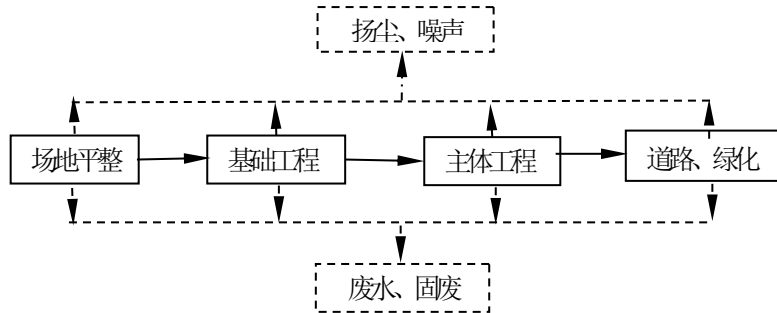 扬尘、噪声
场地平整
基础工程
主体工程
道路、绿化
废水、固废